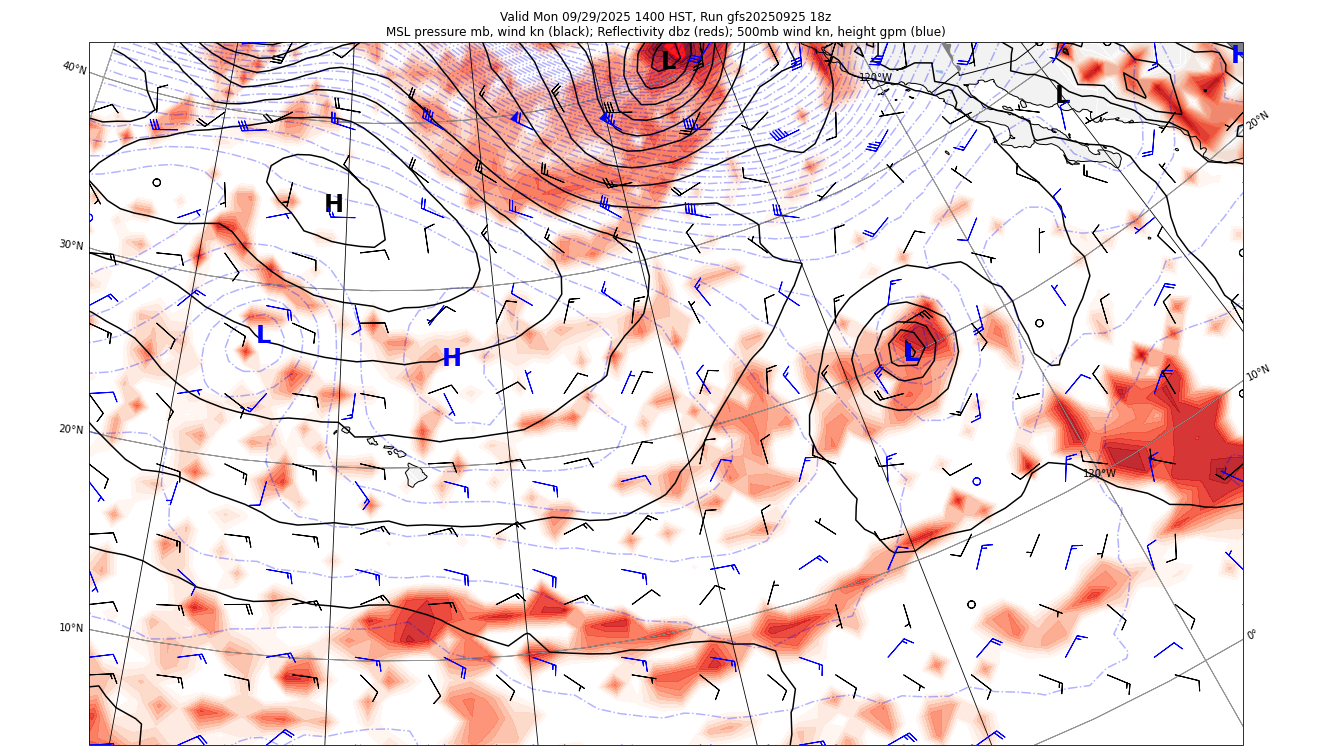 Valid Mon 09/29/2025 1400 HST, Run gfs20250925 18z
MSL pressure mb, wind kn (black); Reflectivity dbz (reds); 500mb wind kn, height gpm (blue)
L
H
40°N
120°W
L
20°N
H
30°N
L
H
L
10°N
20°N
120°W
10°N
0°